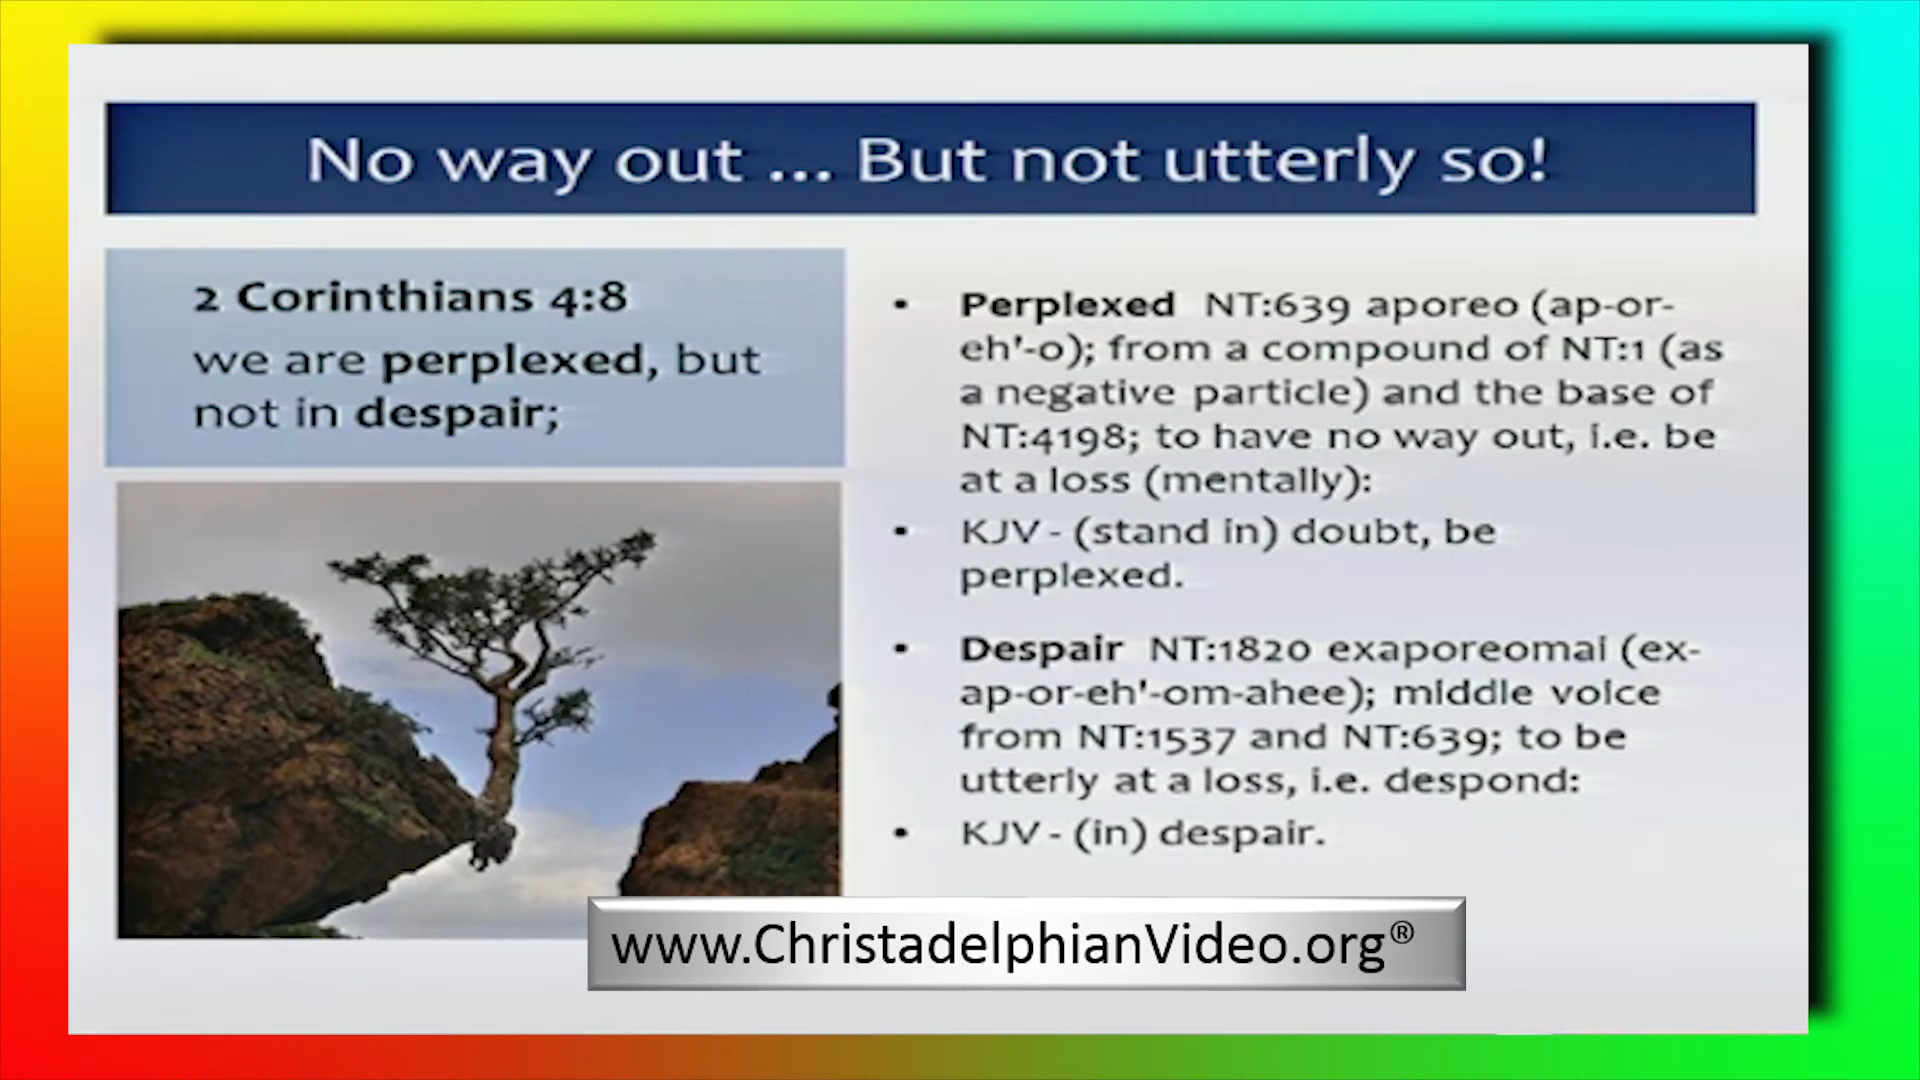 No way out ... But not utterly so!
2 Corinthians 4:8
we are perplexed, but
not in despair;
• Perplexed NT:639 aporeo (ap-or-
eh'-o); from a compound of NT:1 (as
a negative particle) and the base of
NT:4198; to have no way out, i.e. be
at a loss (mentally):
• KJV - (stand in) doubt, be
perplexed.
• Despair NT:1820 exaporeomai (ex-
ap-or-eh'-om-ahee); middle voice
from NT:1537 and NT:639; to be
utterly at a loss, i.e. despond:
• KJV - (in) despair.
www.ChristadelphianVideo.org®